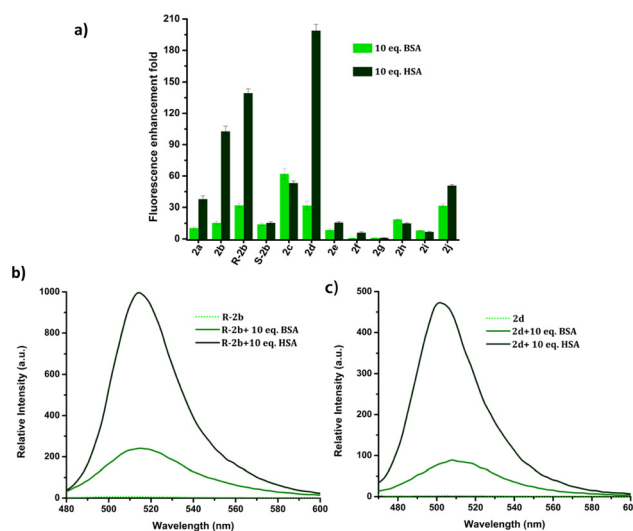 a)
Fluorescence enhancement fold
210
180
150
120
90
60
30
0
10 eq. BSA
10 eq. HSA
2a
2b
R-2b
S-2b
2c
2d
2e
2f
2g
2h
2i
2j
b)
Relative Intensity (a.u.)
1000
800
600
400
200
0
R-2b
R-2b+ 10 eq. BSA
R-2b+10 eq. HSA
480 500 520 540 560 580 600
Wavelength (nm)
c)
Relative Intensity (a.u.)
500
400
300
200
100
0
2d
2d+10 eq. BSA
2d+ 10 eq. HSA
480 500 520 540 560 580 600
Wavelength (nm)